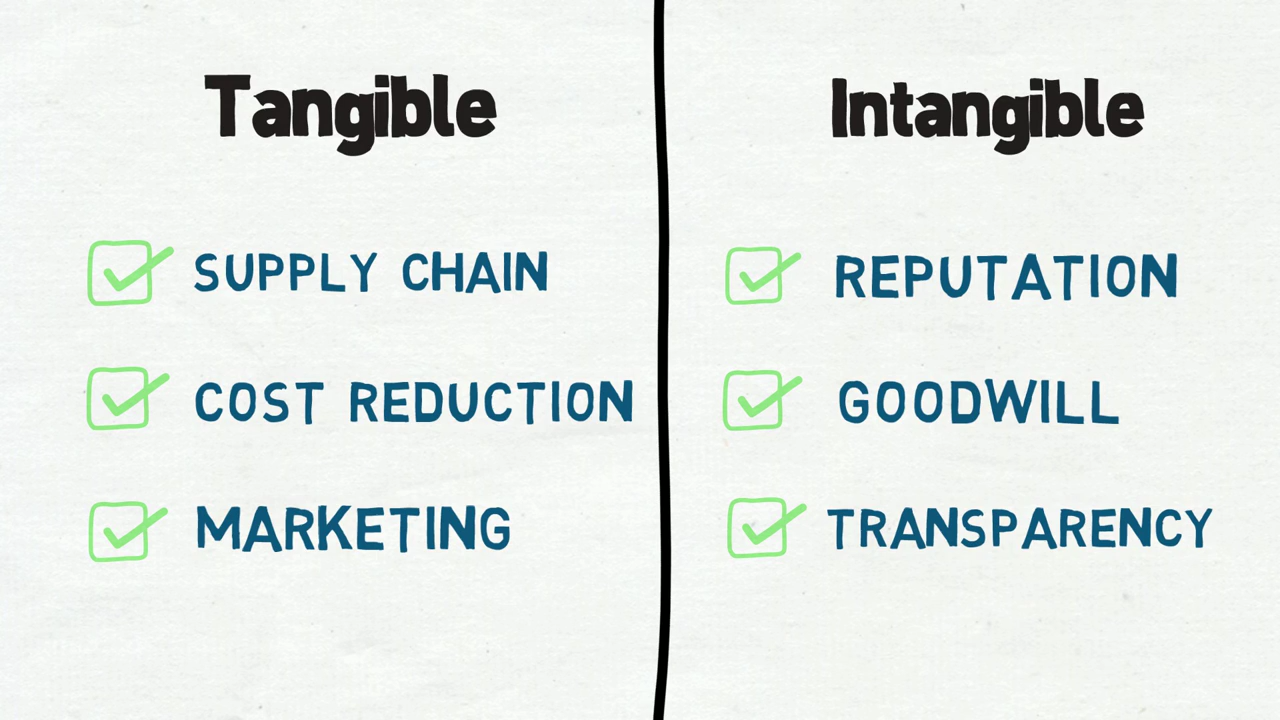 Tangible
SUPPLY CHAIN
COST REDUCTION
MARKETING
Intangible
REPUTATION
GOODWILL
TRANSPARENCY